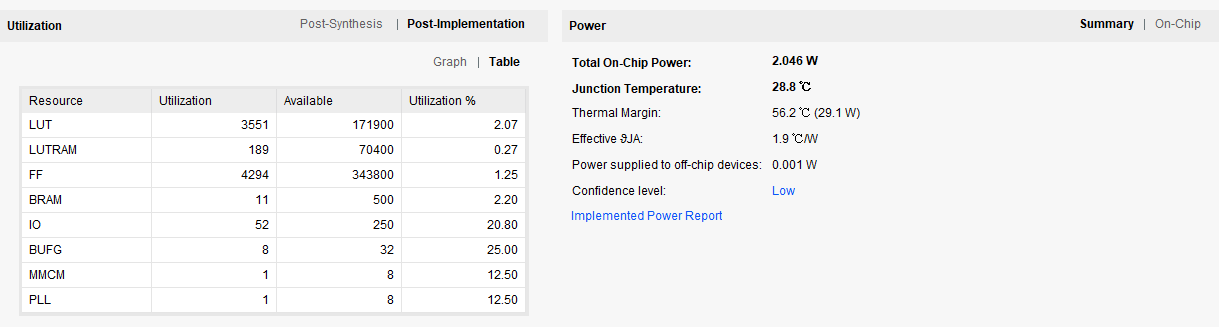 Utilization Post-Synthesis | Post-Implementation
Graph | Table
Resource Utilization Available Utilization %
LUT 3551 171900 2.07
LUTRAM 189 70400 0.27
FF 4294 343800 1.25
BRAM 11 500 2.20
IO 52 250 20.80
BUFG 8 32 25.00
MMCM 1 8 12.50
PLL 1 8 12.50
Power Summary | On-Chip
Total On-Chip Power: 2.046 W
Junction Temperature: 28.8 ℃
Thermal Margin: 56.2 ℃ (29.1 W)
Effective ϑJA: 1.9 ℃/W
Power supplied to off-chip devices: 0.001 W
Confidence level: Low
Implemented Power Report